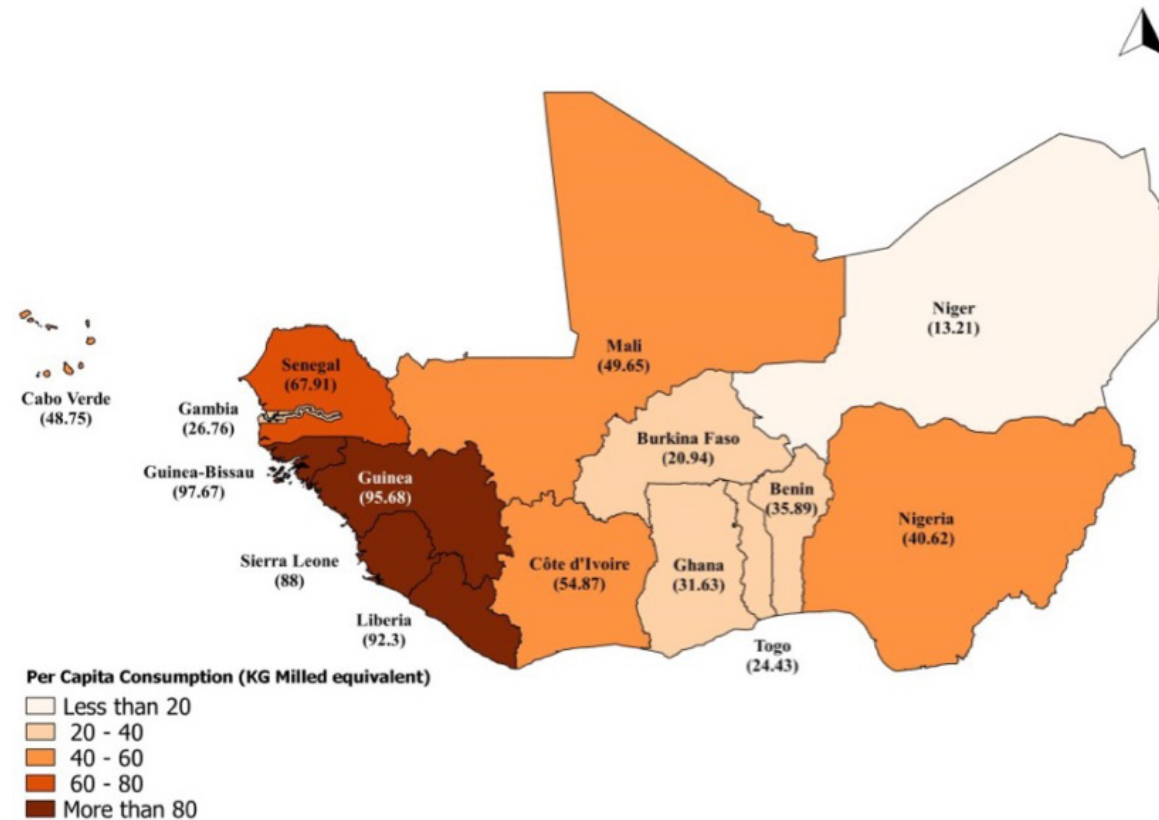 Niger
(13.21)
Mali
(49.65)
Senegal
(67.91)
Cabo Verde
(48.75)
Gambia
(26.76)
Burkina Faso
(20.94)
Guinea-Bissau
(97.67)
Guinea
(95.68)
Benin
(35.89)
Nigeria
(40.62)
Sierra Leone
(88)
Côte d'Ivoire
(54.87)
Ghana
(31.63)
Liberia
(92.3)
Togo
(24.43)
Per Capita Consumption (KG Milled equivalent)
Less than 20
20 - 40
40 - 60
60 - 80
More than 80